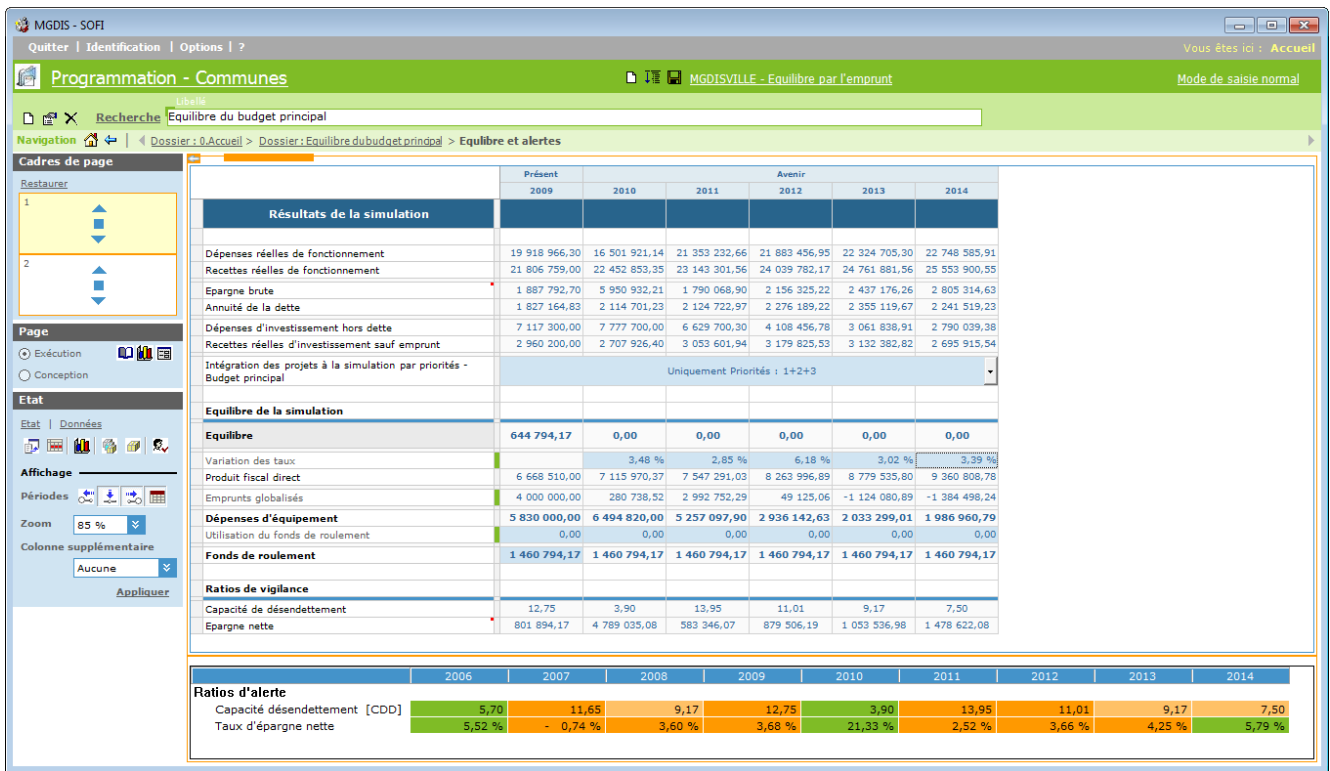 MGDIS - SOFI
Quitter | Identification | Options | ?
Vous êtes ici : Accueil
Programmation - Communes
MGDISVILLE - Equilibre par l'emprunt
Mode de saisie normal
Libellé
Recherche Equilibre du budget principal
Navigation Dossier : 0.Accueil > Dossier : Equilibre dubudget principal > Equlibre et alertes
Cadres de page
Restaurer
1
2
Page
Exécution
Conception
Etat
Etat | Données
Affichage
Périodes
Zoom 85 %
Colonne supplémentaire
Aucune
Appliquer
Présent Avenir
2009 2010 2011 2012 2013 2014
Résultats de la simulation
Dépenses réelles de fonctionnement 19 918 966,30 16 501 921,14 21 353 232,66 21 883 456,95 22 324 705,30 22 748 585,91
Recettes réelles de fonctionnement 21 806 759,00 22 452 853,35 23 143 301,56 24 039 782,17 24 761 881,56 25 553 900,55
Epargne brute 1 887 792,70 5 950 932,21 1 790 068,90 2 156 325,22 2 437 176,26 2 805 314,63
Annuité de la dette 1 827 164,83 2 114 701,23 2 124 722,97 2 276 189,22 2 355 119,67 2 241 519,23
Dépenses d'investissement hors dette 7 117 300,00 7 777 700,00 6 629 700,30 4 108 456,78 3 061 838,91 2 790 039,38
Recettes réelles d'investissement sauf emprunt 2 960 200,00 2 707 926,40 3 053 601,94 3 179 825,53 3 132 382,82 2 695 915,54
Intégration des projets à la simulation par priorités -
Budget principal
Uniquement Priorités : 1+2+3
Equilibre de la simulation
Equilibre 644 794,17 0,00 0,00 0,00 0,00 0,00
Variation des taux 3,48 % 2,85 % 6,18 % 3,02 % 3,39 %
Produit fiscal direct 6 668 510,00 7 115 970,37 7 547 291,03 8 263 996,89 8 779 535,80 9 360 808,78
Emprunts globalisés 4 000 000,00 280 738,52 2 992 752,29 49 125,06 -1 124 080,89 -1 384 498,24
Dépenses d'équipement 5 830 000,00 6 494 820,00 5 257 097,90 2 936 142,63 2 033 299,01 1 986 960,79
Utilisation du fonds de roulement 0,00 0,00 0,00 0,00 0,00 0,00
Fonds de roulement 1 460 794,17 1 460 794,17 1 460 794,17 1 460 794,17 1 460 794,17 1 460 794,17
Ratios de vigilance
Capacité de désendettement 12,75 3,90 13,95 11,01 9,17 7,50
Epargne nette 801 894,17 4 789 035,08 583 346,07 879 506,19 1 053 536,98 1 478 622,08
2006 2007 2008 2009 2010 2011 2012 2013 2014
Ratios d'alerte
Capacité désendettement [CDD] 5,70 11,65 9,17 12,75 3,90 13,95 11,01 9,17 7,50
Taux d'épargne nette 5,52 % - 0,74 % 3,60 % 3,68 % 21,33 % 2,52 % 3,66 % 4,25 % 5,79 %